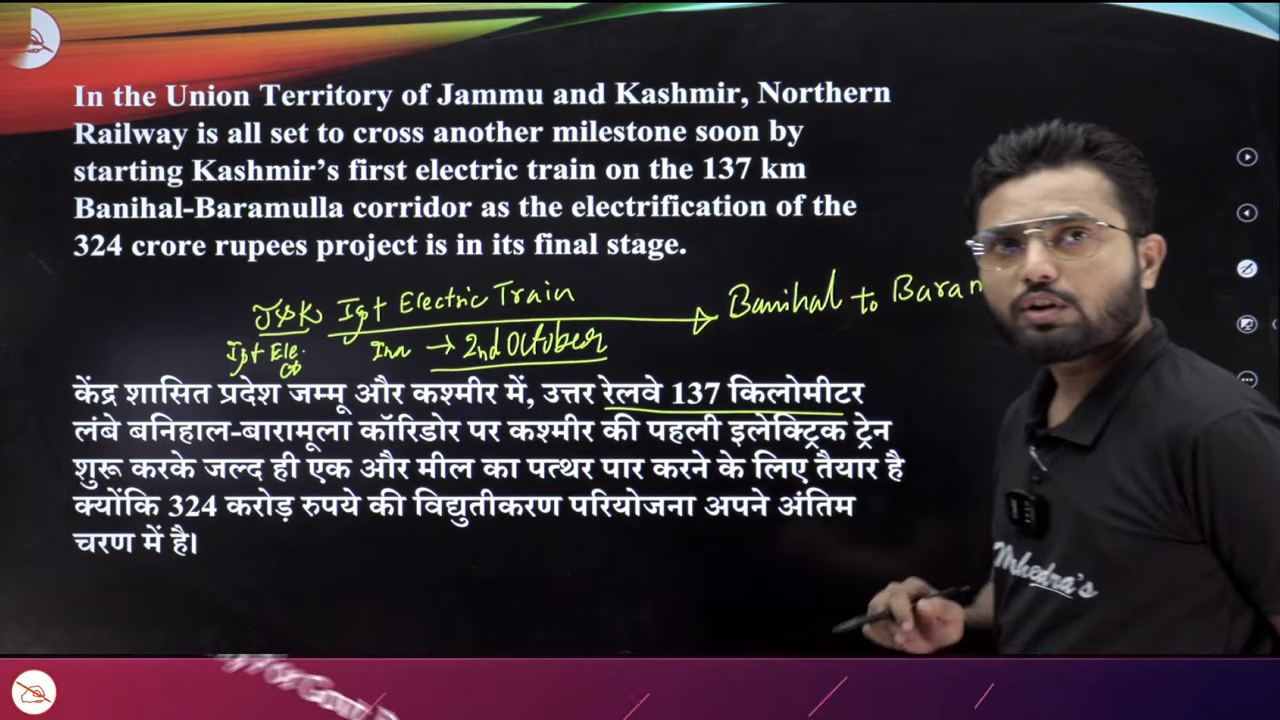 In the Union Territory of Jammu and Kashmir, Northern
Railway is all set to cross another milestone soon by
starting Kashmir's first electric train on the 137 km
Banihal-Baramulla corridor as the electrification of the
324 crore rupees project is in its final stage.
J&K Ist Electric Train Banihal to Baram
Ist Ele. → 2nd October
केंद्र शासित प्रदेश जम्मू और कश्मीर में, उत्तर रेलवे 137 किलोमीटर
लंबे बनिहाल-बारामूला कॉरिडोर पर कश्मीर की पहली इलेक्ट्रिक ट्रेन
शुरू करके जल्द ही एक और मील का पत्थर पार करने के लिए तैयार है
क्योंकि 324 करोड़ रुपये की विद्युतीकरण परियोजना अपने अंतिम
चरण में है।